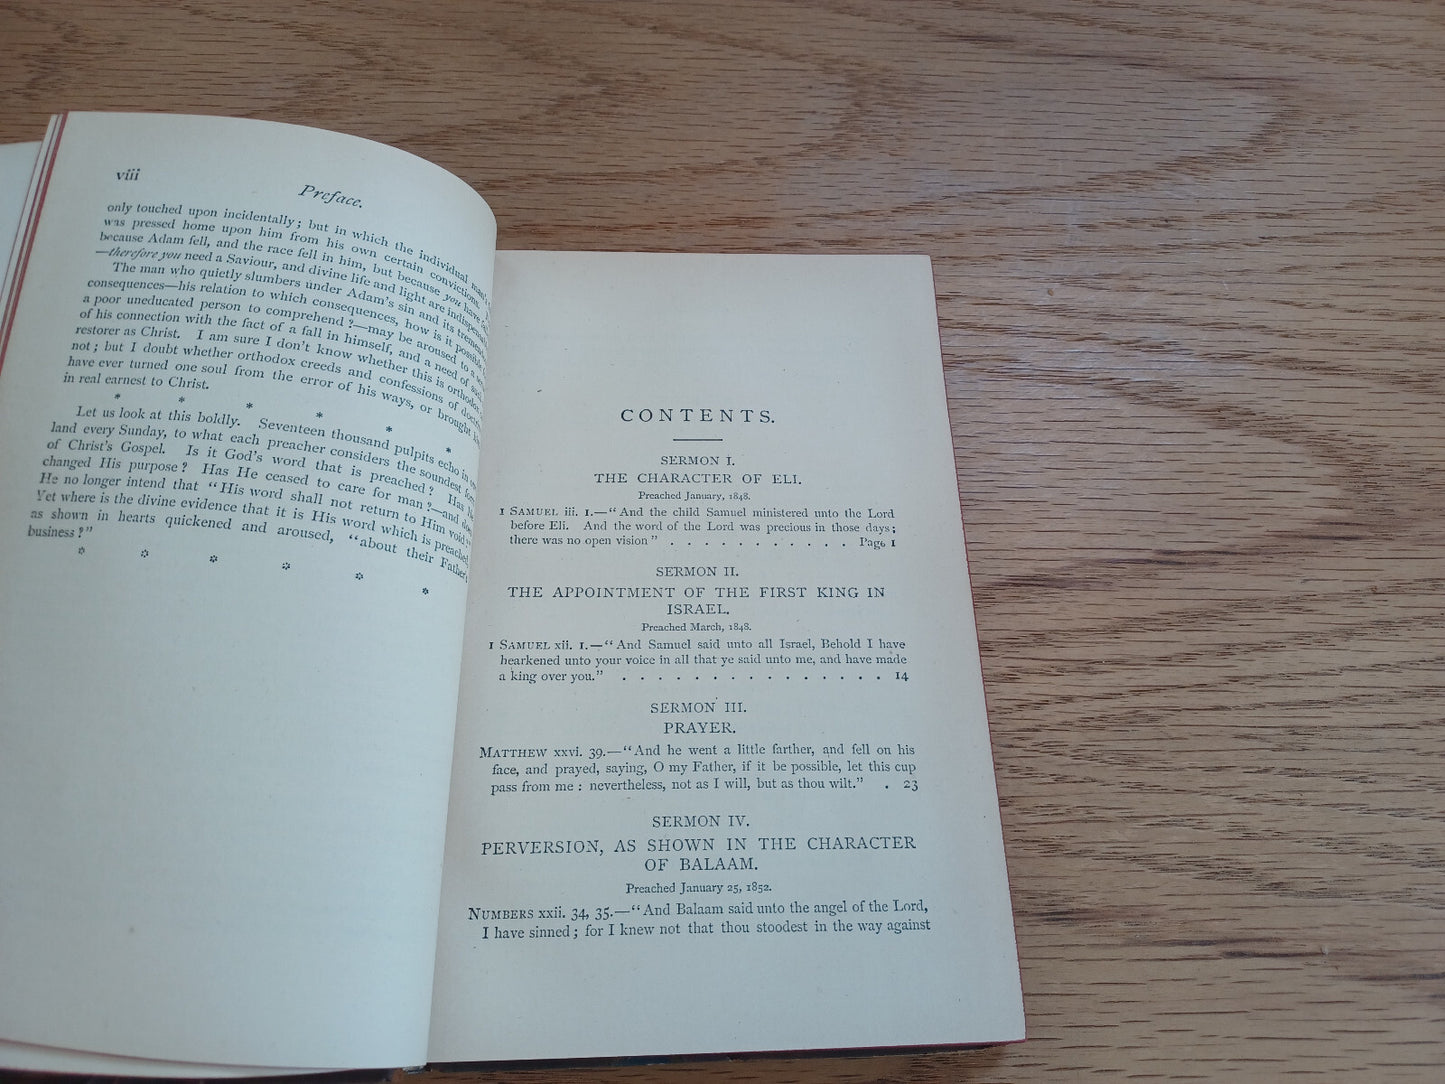 viii
Preface.
only touched upon incidentally; but in which the individual man's
was pressed home upon him from his own certain convictions.
because Adam fell, and the race fell in him, but because you have
—therefore you need a Saviour, and divine life and light are
The man who quietly slumbers under Adam's sin and its
consequences—his relation to which consequences, how is it possible
a poor uneducated person to comprehend?—may be aroused to a
of his connection with the fact of a fall in himself, and a need of
restorer as Christ. I am sure I don't know whether this is orthodox
not; but I doubt whether orthodox creeds and confessions of
have ever turned one soul from the error of his ways, or brought
in real earnest to Christ.
* * * * * *
Let us look at this boldly. Seventeen thousand pulpits echo in
land every Sunday, to what each preacher considers the soundest
of Christ's Gospel. Is it God's word that is preached? Has
changed His purpose? Has He ceased to care for man?—and
He no longer intend that "His word shall not return to Him void
Yet where is the divine evidence that it is His word which is preached,
as shown in hearts quickened and aroused, "about their Father's
business?"
* * * * * *
CONTENTS.
SERMON I.
THE CHARACTER OF ELI.
Preached January, 1848.
1 SAMUEL iii. 1.—"And the child Samuel ministered unto the Lord
before Eli. And the word of the Lord was precious in those days;
there was no open vision" . . . . . . . . . . . Page 1
SERMON II.
THE APPOINTMENT OF THE FIRST KING IN
ISRAEL.
Preached March, 1848.
1 SAMUEL xii. 1.—"And Samuel said unto all Israel, Behold I have
hearkened unto your voice in all that ye said unto me, and have made
a king over you." . . . . . . . . . . . . . . . 14
SERMON III.
PRAYER.
MATTHEW xxvi. 39.—"And he went a little farther, and fell on his
face, and prayed, saying, O my Father, if it be possible, let this cup
pass from me: nevertheless, not as I will, but as thou wilt." . 23
SERMON IV.
PERVERSION, AS SHOWN IN THE CHARACTER
OF BALAAM.
Preached January 25, 1852.
NUMBERS xxii. 34, 35.—"And Balaam said unto the angel of the Lord,
I have sinned; for I knew not that thou stoodest in the way against